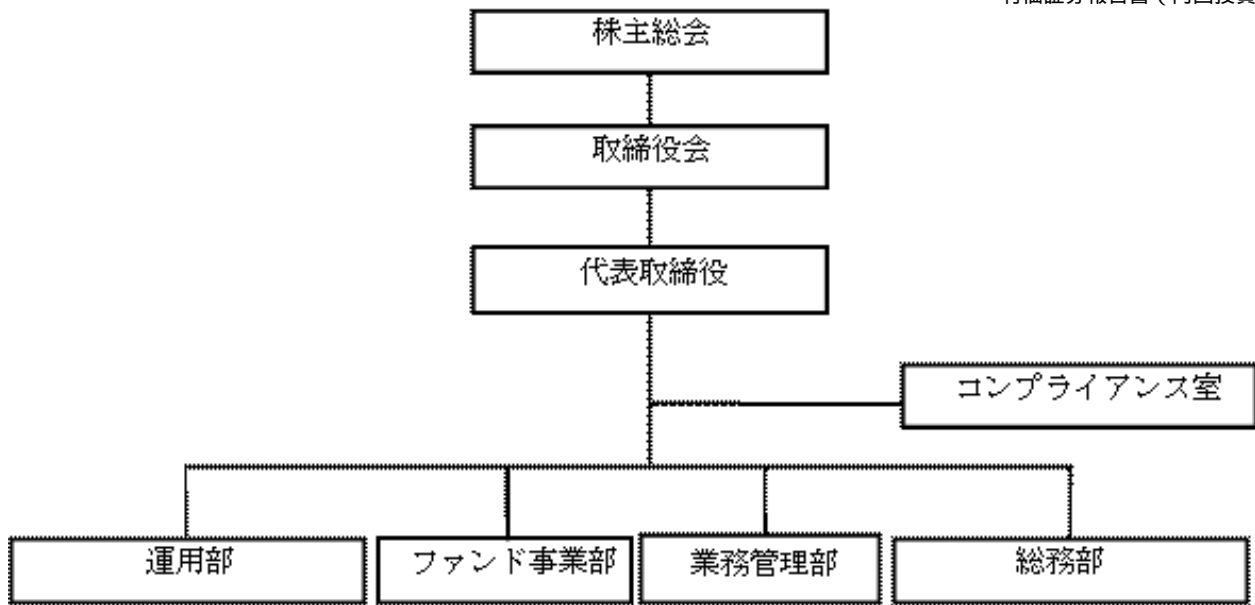 株主総会
取締役会
代表取締役
コンプライアンス室
運用部
ファンド事業部
業務管理部
総務部